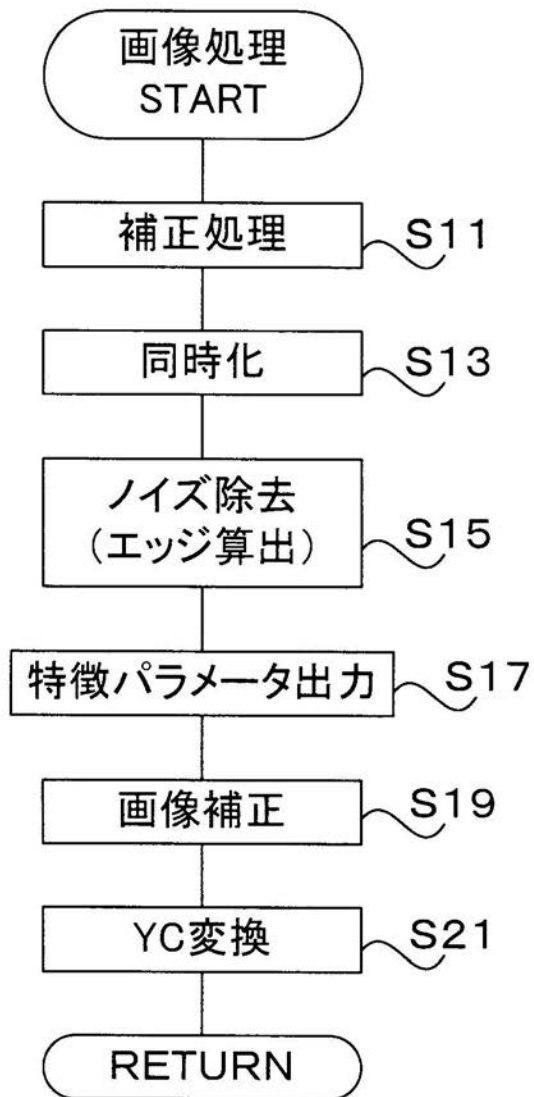 画像処理
START
補正処理
S11
同時化
S13
ノイズ除去
(エッジ算出)
S15
特徴パラメータ出力
S17
画像補正
S19
YC変換
S21
RETURN